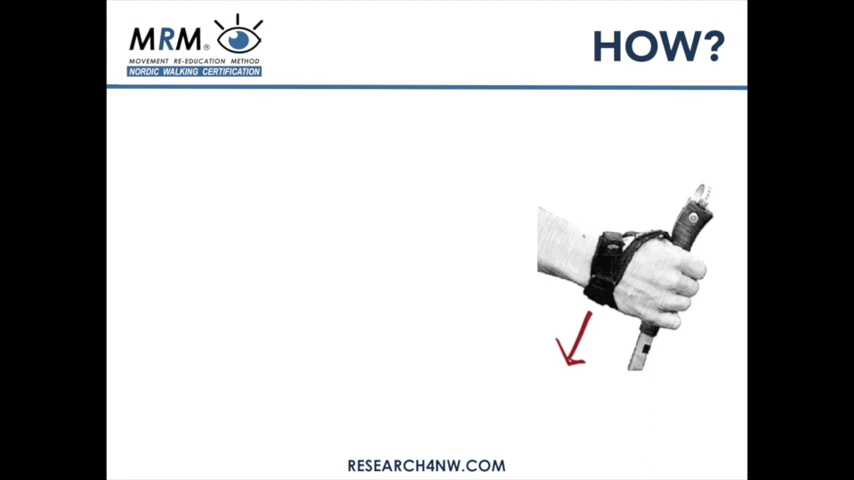 MRM®
MOVEMENT RE-EDUCATION METHOD
NORDIC WALKING CERTIFICATION
HOW?
RESEARCH4NW.COM